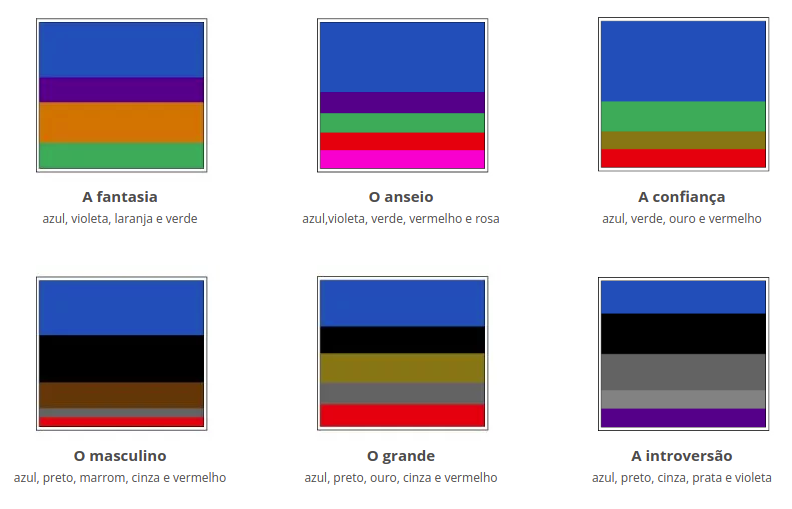 A fantasia
azul, violeta, laranja e verde
O anseio
azul,violeta, verde, vermelho e rosa
A confiança
azul, verde, ouro e vermelho
O masculino
azul, preto, marrom, cinza e vermelho
O grande
azul, preto, ouro, cinza e vermelho
A introversão
azul, preto, cinza, prata e violeta